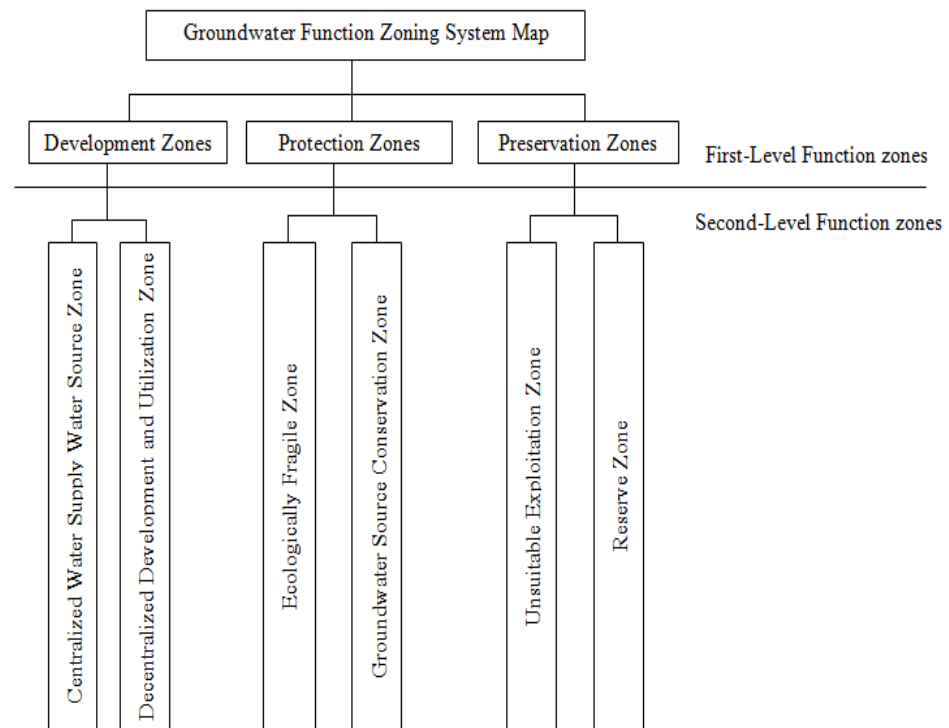 Groundwater Function Zoning System Map
Development Zones
Protection Zones
Preservation Zones
First-Level Function zones
Second-Level Function zones
Centralized Water Supply Water Source Zone
Decentralized Development and Utilization Zone
Ecologically Fragile Zone
Groundwater Source Conservation Zone
Unsuitable Exploitation Zone
Reserve Zone